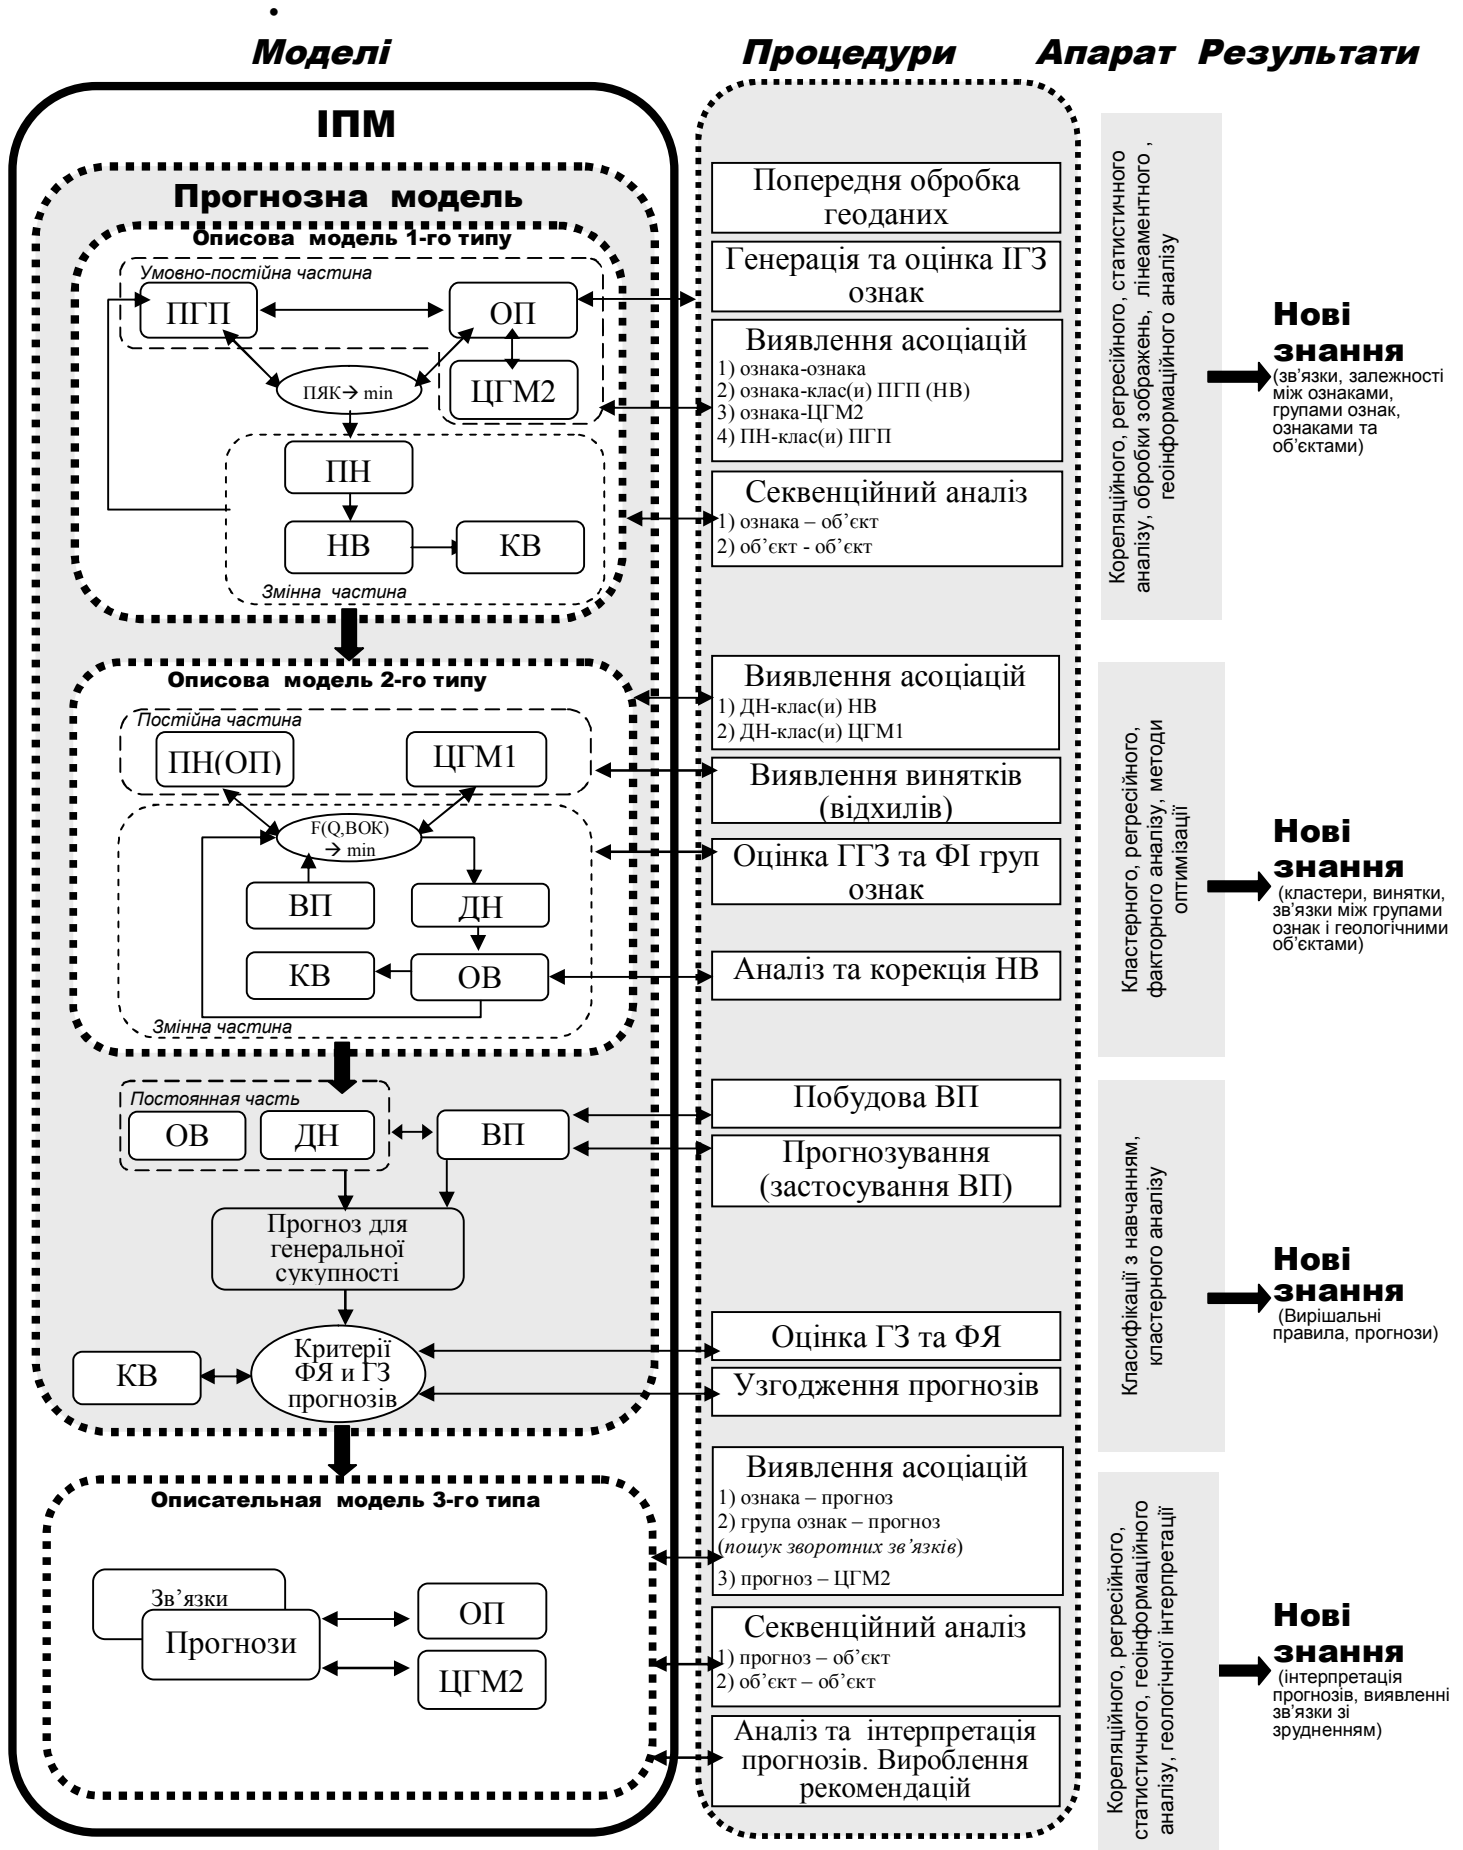 Моделі
Процедури
Апарат
Результати
ІПМ
Прогнозна модель
Описова модель 1-го типу
Умовно-постійна частина
ПГП
ОП
ПЯК→ min
ЦГМ2
ПН
НВ
КВ
Змінна частина
Описова модель 2-го типу
Постійна частина
ПН(ОП)
ЦГМ1
F(Q,ВОК)
→ min
ВП
ДН
КВ
ОВ
Змінна частина
Постоянная часть
ОВ
ДН
ВП
Прогноз для
генеральної
сукупності
Критерії
ФЯ и ГЗ
прогнозів
КВ
Описательная модель 3-го типа
Зв’язки
Прогнози
ОП
ЦГМ2
Попередня обробка
геоданих
Генерація та оцінка ІГЗ
ознак
Виявлення асоціацій
1) ознака-ознака
2) ознака-клас(и) ПГП (НВ)
3) ознака-ЦГМ2
4) ПН-клас(и) ПГП
Секвенційний аналіз
1) ознака – об’єкт
2) об’єкт - об’єкт
Виявлення асоціацій
1) ДН-клас(и) НВ
2) ДН-клас(и) ЦГМ1
Виявлення винятків
(відхилів)
Оцінка ГГЗ та ФІ груп
ознак
Аналіз та корекція НВ
Побудова ВП
Прогнозування
(застосування ВП)
Оцінка ГЗ та ФЯ
Узгодження прогнозів
Виявлення асоціацій
1) ознака – прогноз
2) група ознак – прогноз
(пошук зворотних зв’язків)
3) прогноз – ЦГМ2
Секвенційний аналіз
1) прогноз – об’єкт
2) об’єкт – об’єкт
Аналіз та інтерпретація
прогнозів. Вироблення
рекомендацій
Кореляційного, регресійного, статистичного
аналізу, обробки зображень, лінеаментного ,
геоінформаційного аналізу
Кластерного, регресійного,
факторного аналізу, методи
оптимізації
Класифікації з навчанням,
кластерного аналізу
Кореляційного, регресійного,
статистичного, геоінформаційного
аналізу, геологічної інтерпретації
Нові
знання
(зв’язки, залежності
між ознаками,
групами ознак,
ознаками та
об’єктами)
Нові
знання
(кластери, винятки,
зв’язки між групами
ознак і геологічними
об’єктами)
Нові
знання
(Вирішальні
правила, прогнози)
Нові
знання
(інтерпретація
прогнозів, виявленні
зв’язки зі
зрудненням)